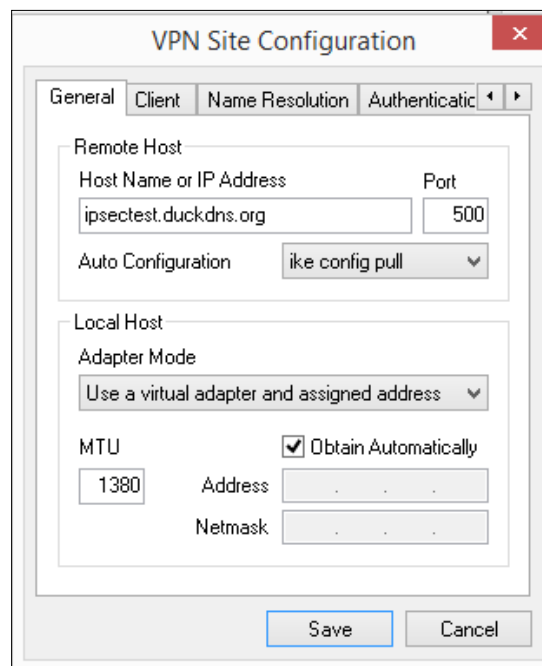 VPN Site Configuration
General Client Name Resolution Authenticatic
Remote Host
Host Name or IP Address Port
ipsectest.duckdns.org 500
Auto Configuration ike config pull
Local Host
Adapter Mode
Use a virtual adapter and assigned address
MTU Obtain Automatically
1380 Address . . .
Netmask . . .
Save Cancel